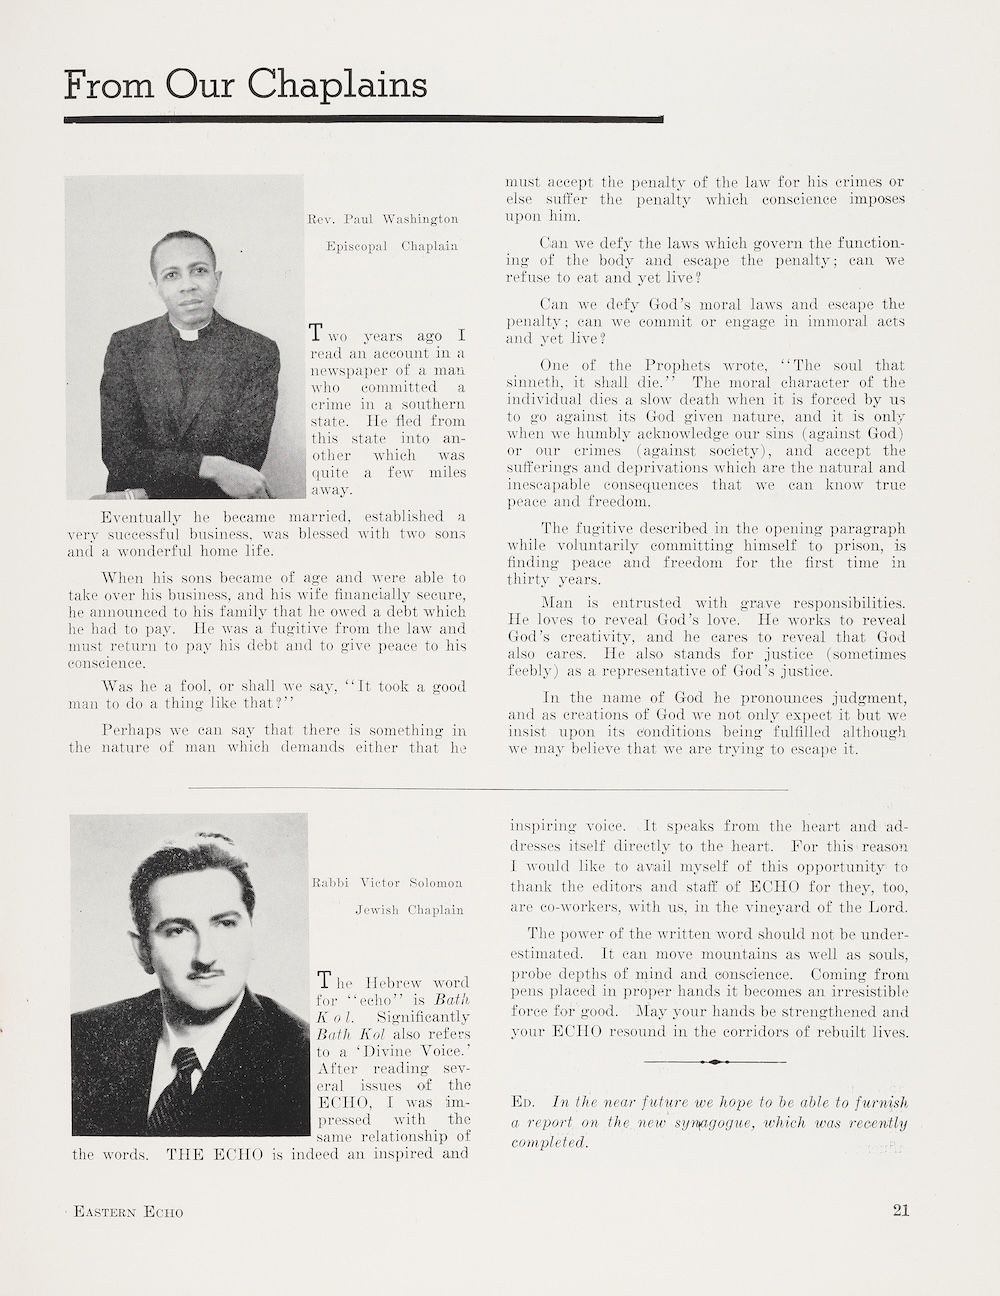 From Our Chaplains
Rev. Paul Washington
Episcopal Chaplain
Two years ago I
read an account in a
newspaper of a man
who committed a
crime in a southern
state. He fled from
this state into an-
other which was
quite a few miles
away.
Eventually he became married, established a
very successful business, was blessed with two sons
and a wonderful home life.
When his sons became of age and were able to
take over his business, and his wife financially secure,
he announced to his family that he owed a debt which
he had to pay. He was a fugitive from the law and
must return to pay his debt and to give peace to his
conscience.
Was he a fool, or shall we say, "It took a good
man to do a thing like that?"
Perhaps we can say that there is something in
the nature of man which demands either that he
must accept the penalty of the law for his crimes or
else suffer the penalty which conscience imposes
upon him.
Can we defy the laws which govern the function-
ing of the body and escape the penalty; can we
refuse to eat and yet live?
Can we defy God's moral laws and escape the
penalty; can we commit or engage in immoral acts
and yet live?
One of the Prophets wrote, "The soul that
sinneth, it shall die." The moral character of the
individual dies a slow death when it is forced by us
to go against its God given nature, and it is only
when we humbly acknowledge our sins (against God)
or our crimes (against society), and accept the
sufferings and deprivations which are the natural and
inescapable consequences that we can know true
peace and freedom.
The fugitive described in the opening paragraph
while voluntarily committing himself to prison, is
finding peace and freedom for the first time in
thirty years.
Man is entrusted with grave responsibilities.
He loves to reveal God's love. He works to reveal
God's creativity, and he cares to reveal that God
also cares. He also stands for justice (sometimes
feebly) as a representative of God's justice.
In the name of God he pronounces judgment,
and as creations of God we not only expect it but we
insist upon its conditions being fulfilled although
we may believe that we are trying to escape it.
Rabbi Victor Solomon
Jewish Chaplain
The Hebrew word
for "echo" is Bath
Kol. Significantly
Bath Kol also refers
to a 'Divine Voice.'
After reading sev-
eral issues of the
ECHO, I was im-
pressed with the
same relationship of
the words. THE ECHO is indeed an inspired and
inspiring voice. It speaks from the heart and ad-
dresses itself directly to the heart. For this reason
I would like to avail myself of this opportunity to
thank the editors and staff of ECHO for they, too,
are co-workers, with us, in the vineyard of the Lord.
The power of the written word should not be under-
estimated. It can move mountains as well as souls,
probe depths of mind and conscience. Coming from
pens placed in proper hands it becomes an irresistible
force for good. May your hands be strengthened and
your ECHO resound in the corridors of rebuilt lives.
ED. In the near future we hope to be able to furnish
a report on the new synagogue, which was recently
completed.
EASTERN ECHO
21